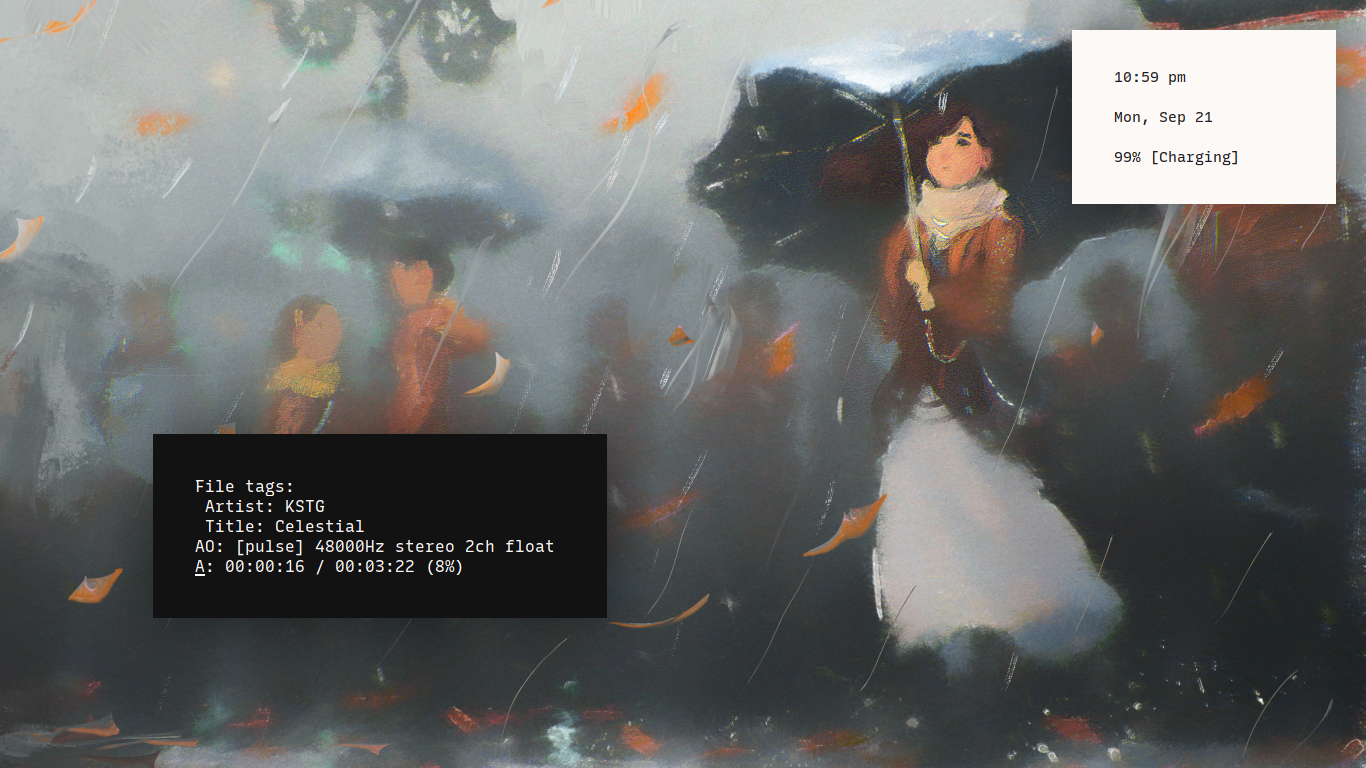 10:59 pm
Mon, Sep 21
99% [Charging]
File tags:
 Artist: KSTG
 Title: Celestial
AO: [pulse] 48000Hz stereo 2ch float
A: 00:00:16 / 00:03:22 (8%)